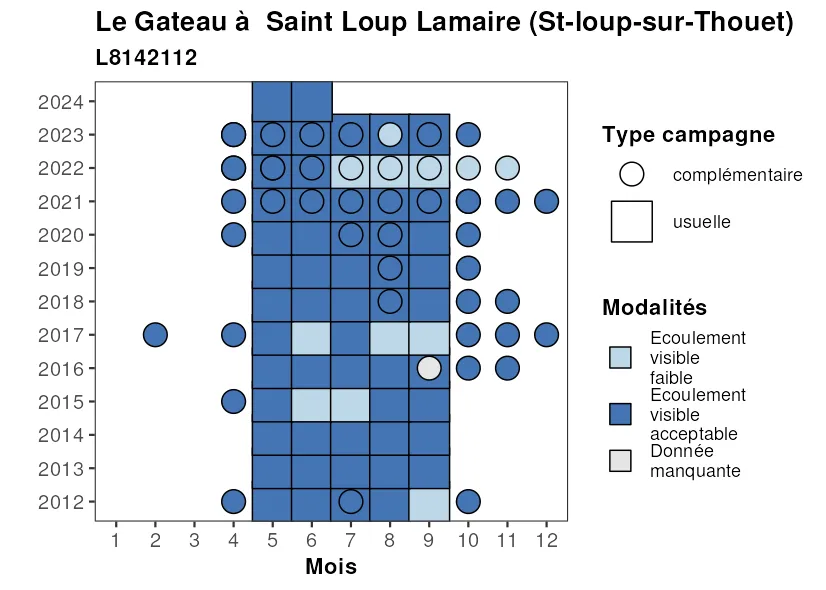 Le Gateau à  Saint Loup Lamaire (St-loup-sur-Thouet)
L8142112
2024
2023
2022
2021
2020
2019
2018
2017
2016
2015
2014
2013
2012
1 2 3 4 5 6 7 8 9 10 11 12
Mois
Type campagne
complémentaire
usuelle
Modalités
Ecoulement
visible
faible
Ecoulement
visible
acceptable
Donnée
manquante